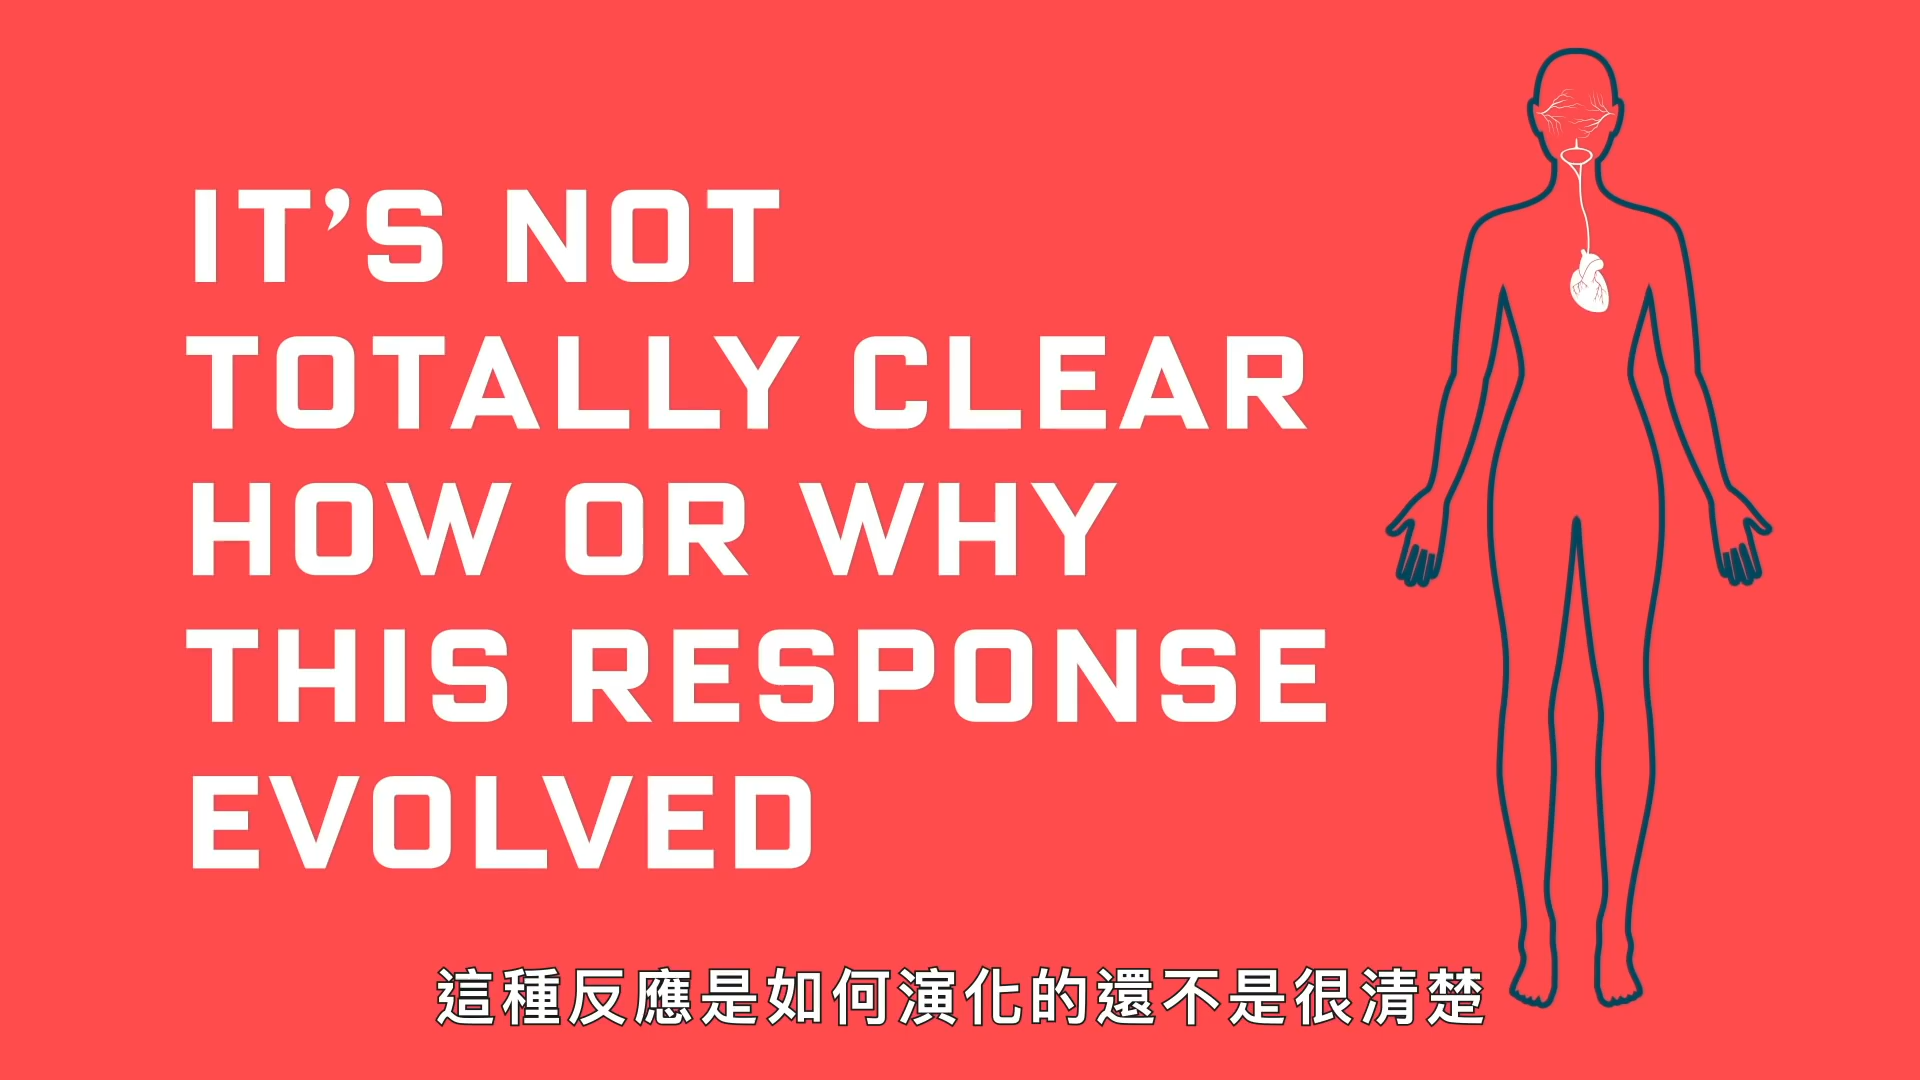 IT’S NOT
TOTALLY CLEAR
HOW OR WHY
THIS RESPONSE
EVOLVED
這種反應是如何演化的還不是很清楚